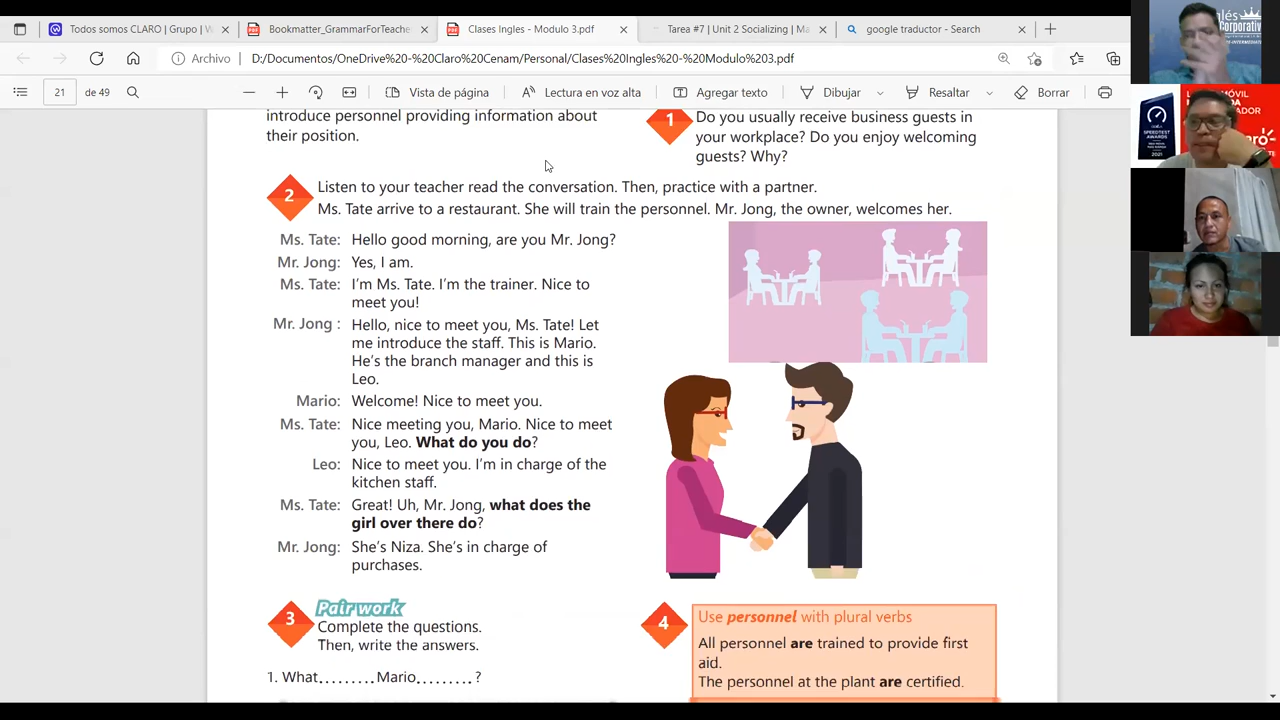 Todos somos CLARO | Grupo | W
Bookmatter_GrammarForTeache
Clases Ingles - Modulo 3.pdf
Tarea #7 | Unit 2 Socializing | Ma
google traductor - Search
Archivo
D:/Documentos/OneDrive%20-%20Claro%20Cenam/Personal/Clases%20Ingles%20-%20Modulo%203.pdf
21
de 49
Vista de página
Lectura en voz alta
Agregar texto
Dibujar
Resaltar
Borrar
introduce personnel providing information about
their position.
1
Do you usually receive business guests in
your workplace? Do you enjoy welcoming
guests? Why?
2
Listen to your teacher read the conversation. Then, practice with a partner.
Ms. Tate arrive to a restaurant. She will train the personnel. Mr. Jong, the owner, welcomes her.
Ms. Tate: Hello good morning, are you Mr. Jong?
Mr. Jong: Yes, I am.
Ms. Tate: I'm Ms. Tate. I'm the trainer. Nice to
meet you!
Mr. Jong : Hello, nice to meet you, Ms. Tate! Let
me introduce the staff. This is Mario.
He's the branch manager and this is
Leo.
Mario: Welcome! Nice to meet you.
Ms. Tate: Nice meeting you, Mario. Nice to meet
you, Leo. What do you do?
Leo: Nice to meet you. I'm in charge of the
kitchen staff.
Ms. Tate: Great! Uh, Mr. Jong, what does the
girl over there do?
Mr. Jong: She's Niza. She's in charge of
purchases.
3
Pair work
Complete the questions.
Then, write the answers.
1. What.........Mario.........?
4
Use personnel with plural verbs
All personnel are trained to provide first
aid.
The personnel at the plant are certified.
glés
Corporativo
SPEEDTEST
AWARDS
2021